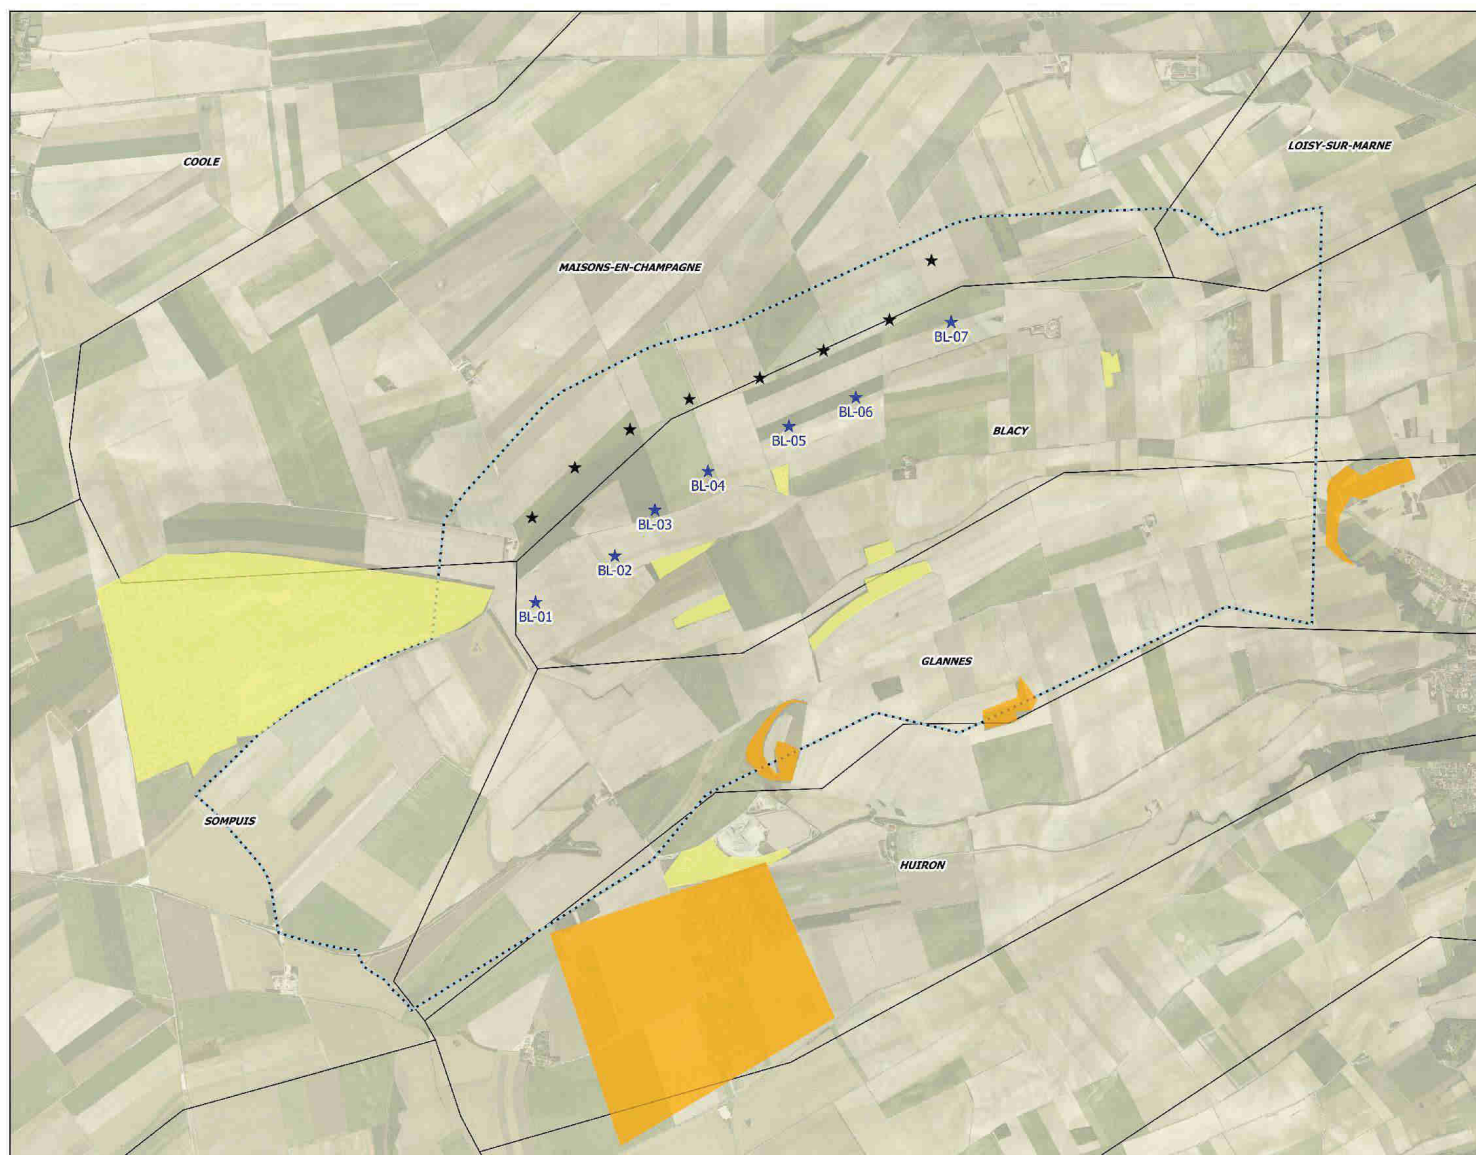 LOISY-SUR-MARNE
COOLE
MAISONS-EN-CHAMPAGNE
BL-07
BL-06
BL-05
BLACY
BL-04
BL-03
BL-02
BL-01
GLANNES
SOMPUIS
HUIRON